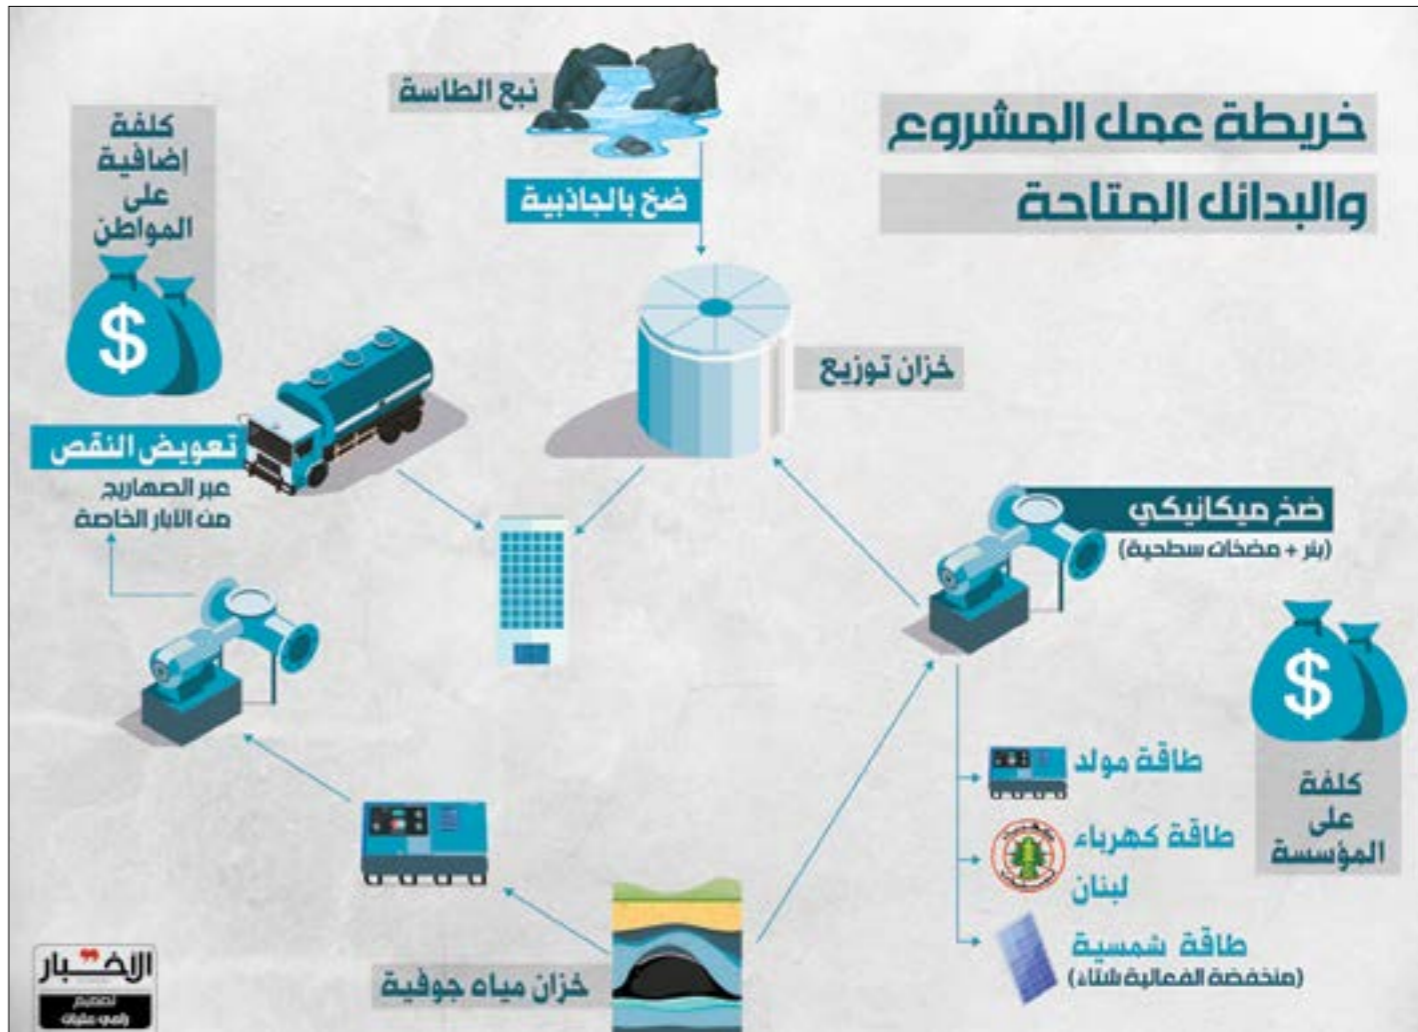 خريطة عمل المشروع
والبدائل المتاحة
نبع الطاسة
ضخ بالجاذبية
خزان توزيع
كلفة
إضافية
على
المواطن
تعويض النقص
عبر الصهاريج
من الآبار الخاصة
ضخ ميكانيكي
(بئر + مضخات سطحية)
طاقة مولد
طاقة كهرباء
لبنان
طاقة شمسية
(منخفضة الفعالية شتاءً)
كلفة
على
المؤسسة
خزان مياه جوفية
الأخبار
تصميم
رامي عليان